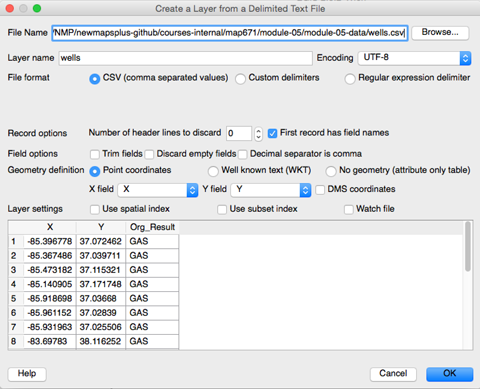 Create a Layer from a Delimited Text File
File Name /NMP/newmapsplus-github/courses-internal/map671/module-05/module-05-data/wells.csv Browse...
Layer name wells Encoding UTF-8
File format CSV (comma separated values) Custom delimiters Regular expression delimiter
Record options Number of header lines to discard 0 First record has field names
Field options Trim fields Discard empty fields Decimal separator is comma
Geometry definition Point coordinates Well known text (WKT) No geometry (attribute only table)
X field X Y field Y DMS coordinates
Layer settings Use spatial index Use subset index Watch file
X Y Org_Result
1 -85.396778 37.072462 GAS
2 -85.367486 37.039711 GAS
3 -85.473182 37.115321 GAS
4 -85.140905 37.171748 GAS
5 -85.918698 37.03668 GAS
6 -85.961152 37.02839 GAS
7 -85.931963 37.025506 GAS
8 -83.69783 38.116252 GAS
Help Cancel OK